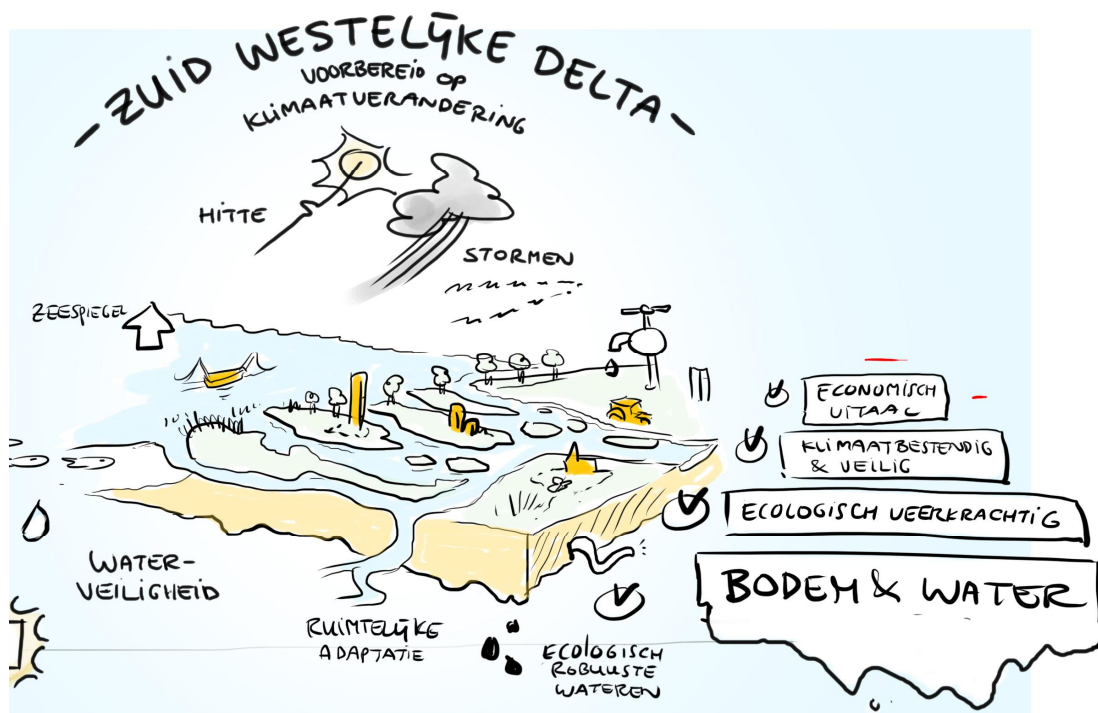 - ZUID WESTELIJKE DELTA -
VOORBEREID OP
KLIMAATVERANDERING
HITTE
STORMEN
ZEESPIEGEL
ECONOMISCH
VITAAL
KLIMAATBESTENDIG
& VEILIG
ECOLOGISCH VEERKRACHTIG
BODEM & WATER
WATER-
VEILIGHEID
RUIMTELIJKE
ADAPTATIE
ECOLOGISCH
ROBUUSTE
WATEREN